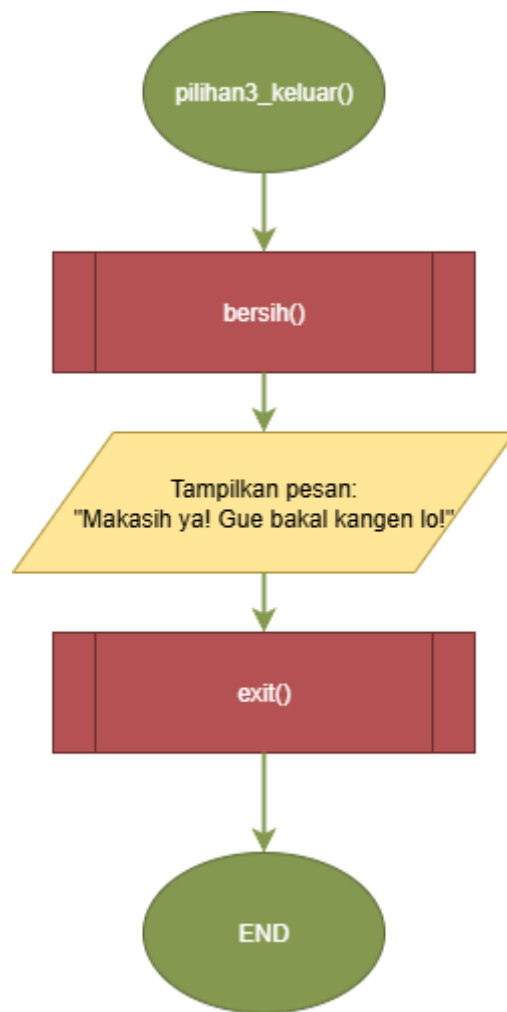 pilihan3_keluar()
bersih()
Tampilkan pesan:
"Makasih ya! Gue bakal kangen lo!"
exit()
END